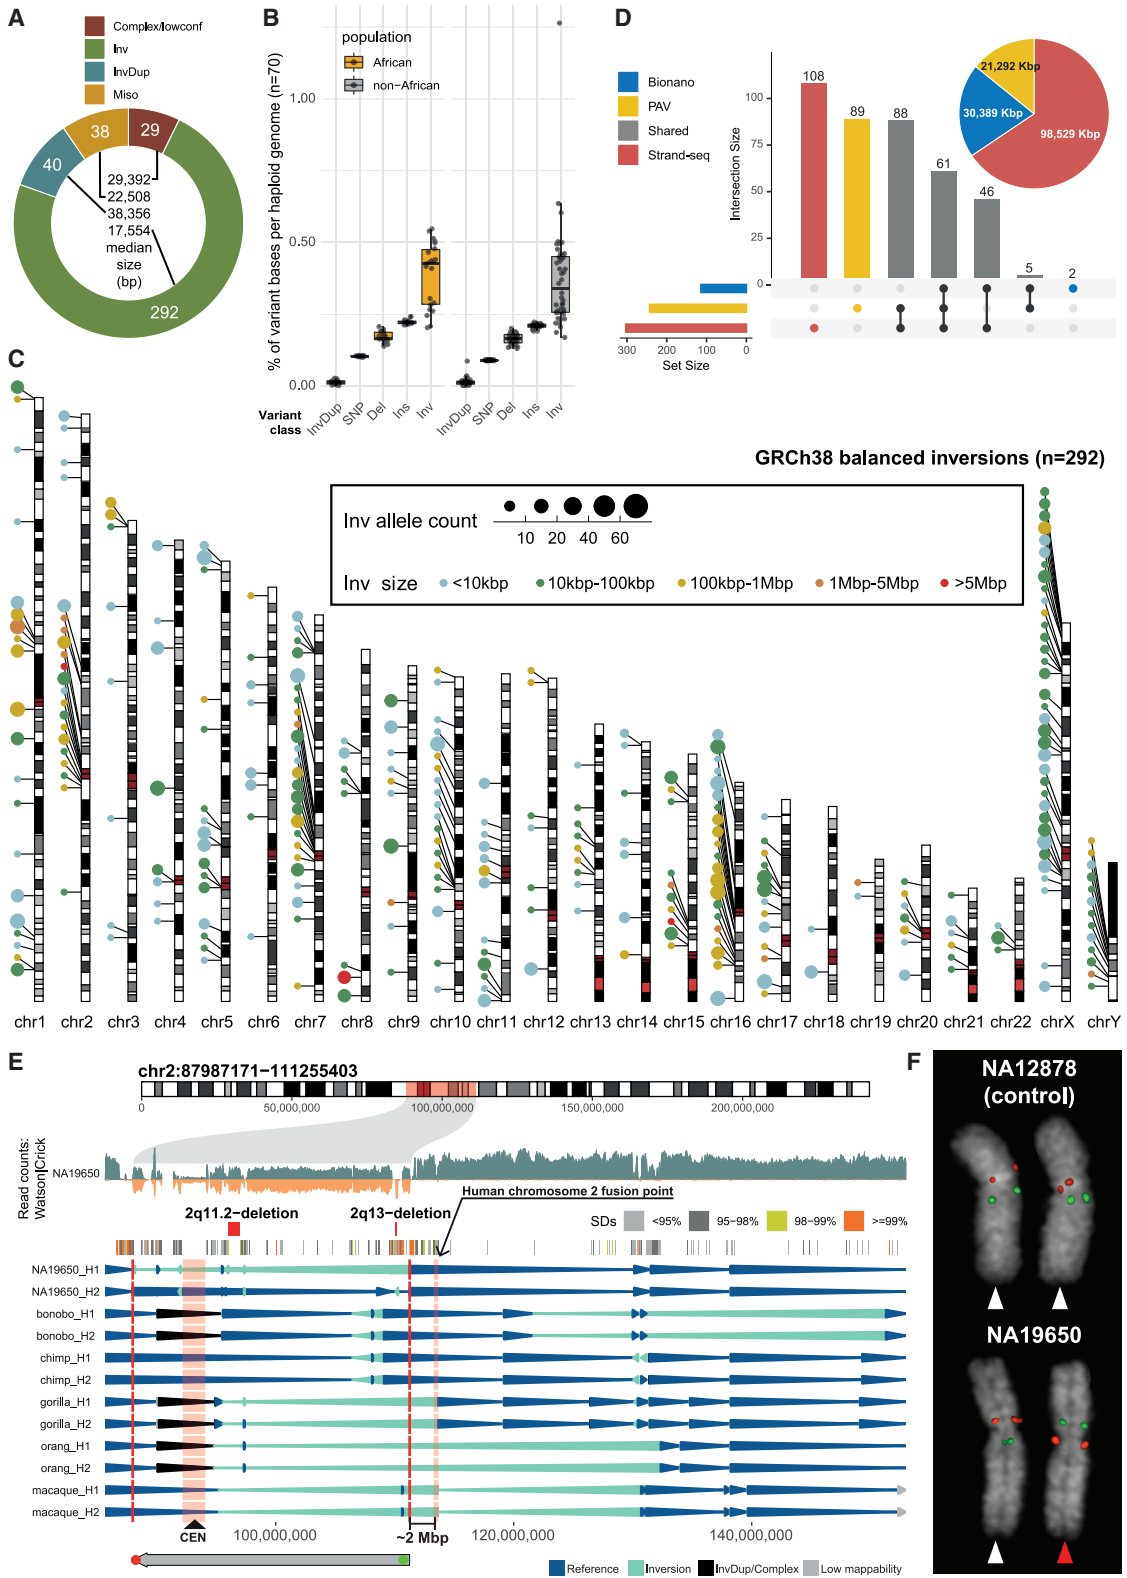 A
Complex/lowconf
Inv
InvDup
Miso
38
29
40
29,392
22,508
38,356
17,554
median
size
(bp)
292
B
% of variant bases per haploid genome (n=70)
population
African
non−African
1.00
0.50
0.00
Variant
class
InvDup
SNP
Del
Ins
Inv
InvDup
SNP
Del
Ins
Inv
D
Bionano
PAV
Shared
Strand−seq
Intersection Size
100
75
50
25
0
108
89
88
61
46
5
2
21,292 Kbp
30,389 Kbp
98,529 Kbp
300
200
100
0
Set Size
C
GRCh38 balanced inversions (n=292)
Inv allele count
10
20
40
60
Inv size
<10kbp
10kbp-100kbp
100kbp-1Mbp
1Mbp-5Mbp
>5Mbp
chr1
chr2
chr3
chr4
chr5
chr6
chr7
chr8
chr9
chr10
chr11
chr12
chr13
chr14
chr15
chr16
chr17
chr18
chr19
chr20
chr21
chr22
chrX
chrY
E
chr2:87987171−111255403
0
50,000,000
100,000,000
150,000,000
200,000,000
Read counts:
Watson|Crick
NA19650
Human chromosome 2 fusion point
2q11.2−deletion
2q13−deletion
SDs
<95%
95−98%
98−99%
>=99%
NA19650_H1
NA19650_H2
bonobo_H1
bonobo_H2
chimp_H1
chimp_H2
gorilla_H1
gorilla_H2
orang_H1
orang_H2
macaque_H1
macaque_H2
CEN
100,000,000
~2 Mbp
120,000,000
140,000,000
Reference
Inversion
InvDup/Complex
Low mappability
F
NA12878
(control)
NA19650